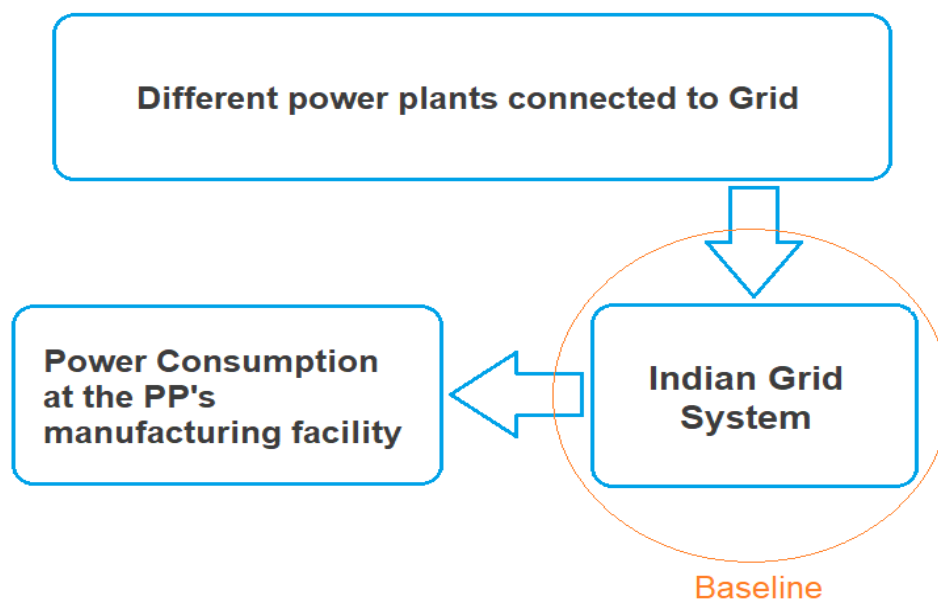 Different power plants connected to Grid
Power Consumption
at the PP's
manufacturing facility
Indian Grid
System
Baseline